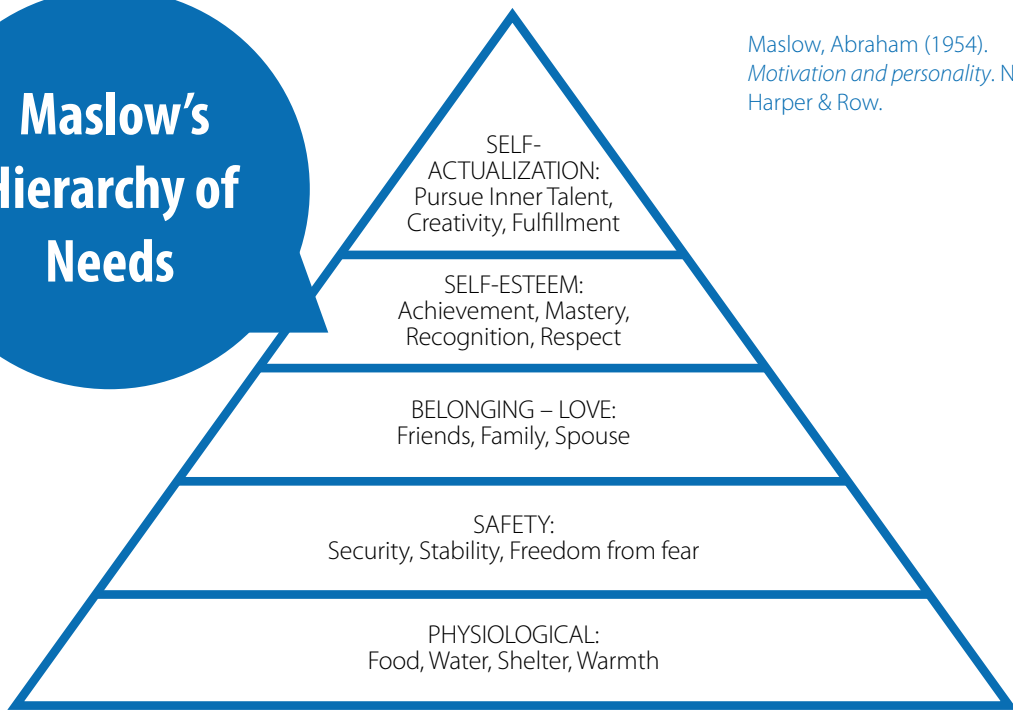 Maslow’s
Hierarchy of
Needs
Maslow, Abraham (1954).
Motivation and personality. N
Harper & Row.
SELF-
ACTUALIZATION:
Pursue Inner Talent,
Creativity, Fulfillment
SELF-ESTEEM:
Achievement, Mastery,
Recognition, Respect
BELONGING – LOVE:
Friends, Family, Spouse
SAFETY:
Security, Stability, Freedom from fear
PHYSIOLOGICAL:
Food, Water, Shelter, Warmth